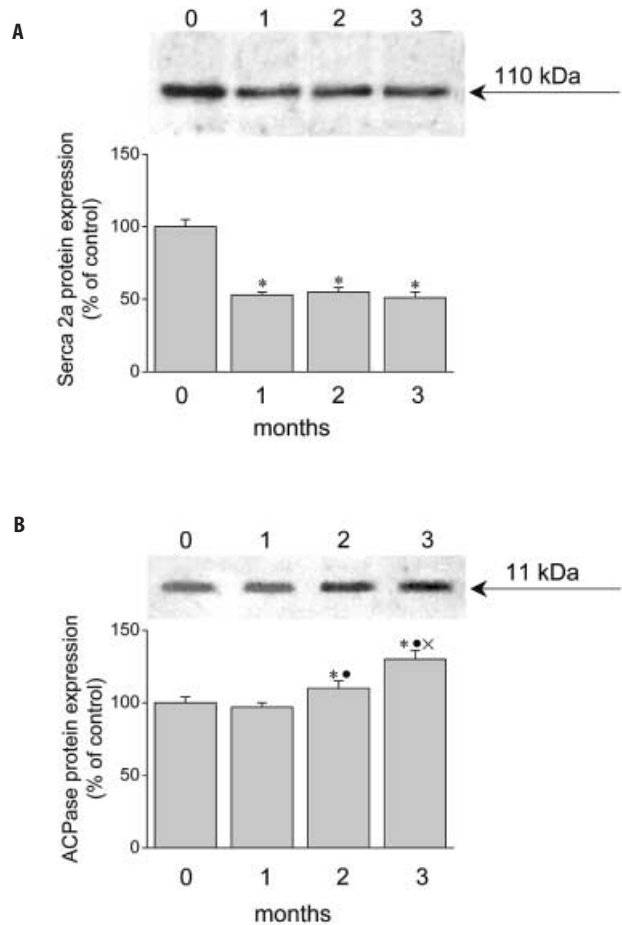 A
0 1 2 3
110 kDa
Serca 2a protein expression
(% of control)
150
100
50
0
* * *
0 1 2 3
months
B
0 1 2 3
11 kDa
ACPase protein expression
(% of control)
150
100
50
0
*● *●×
0 1 2 3
months